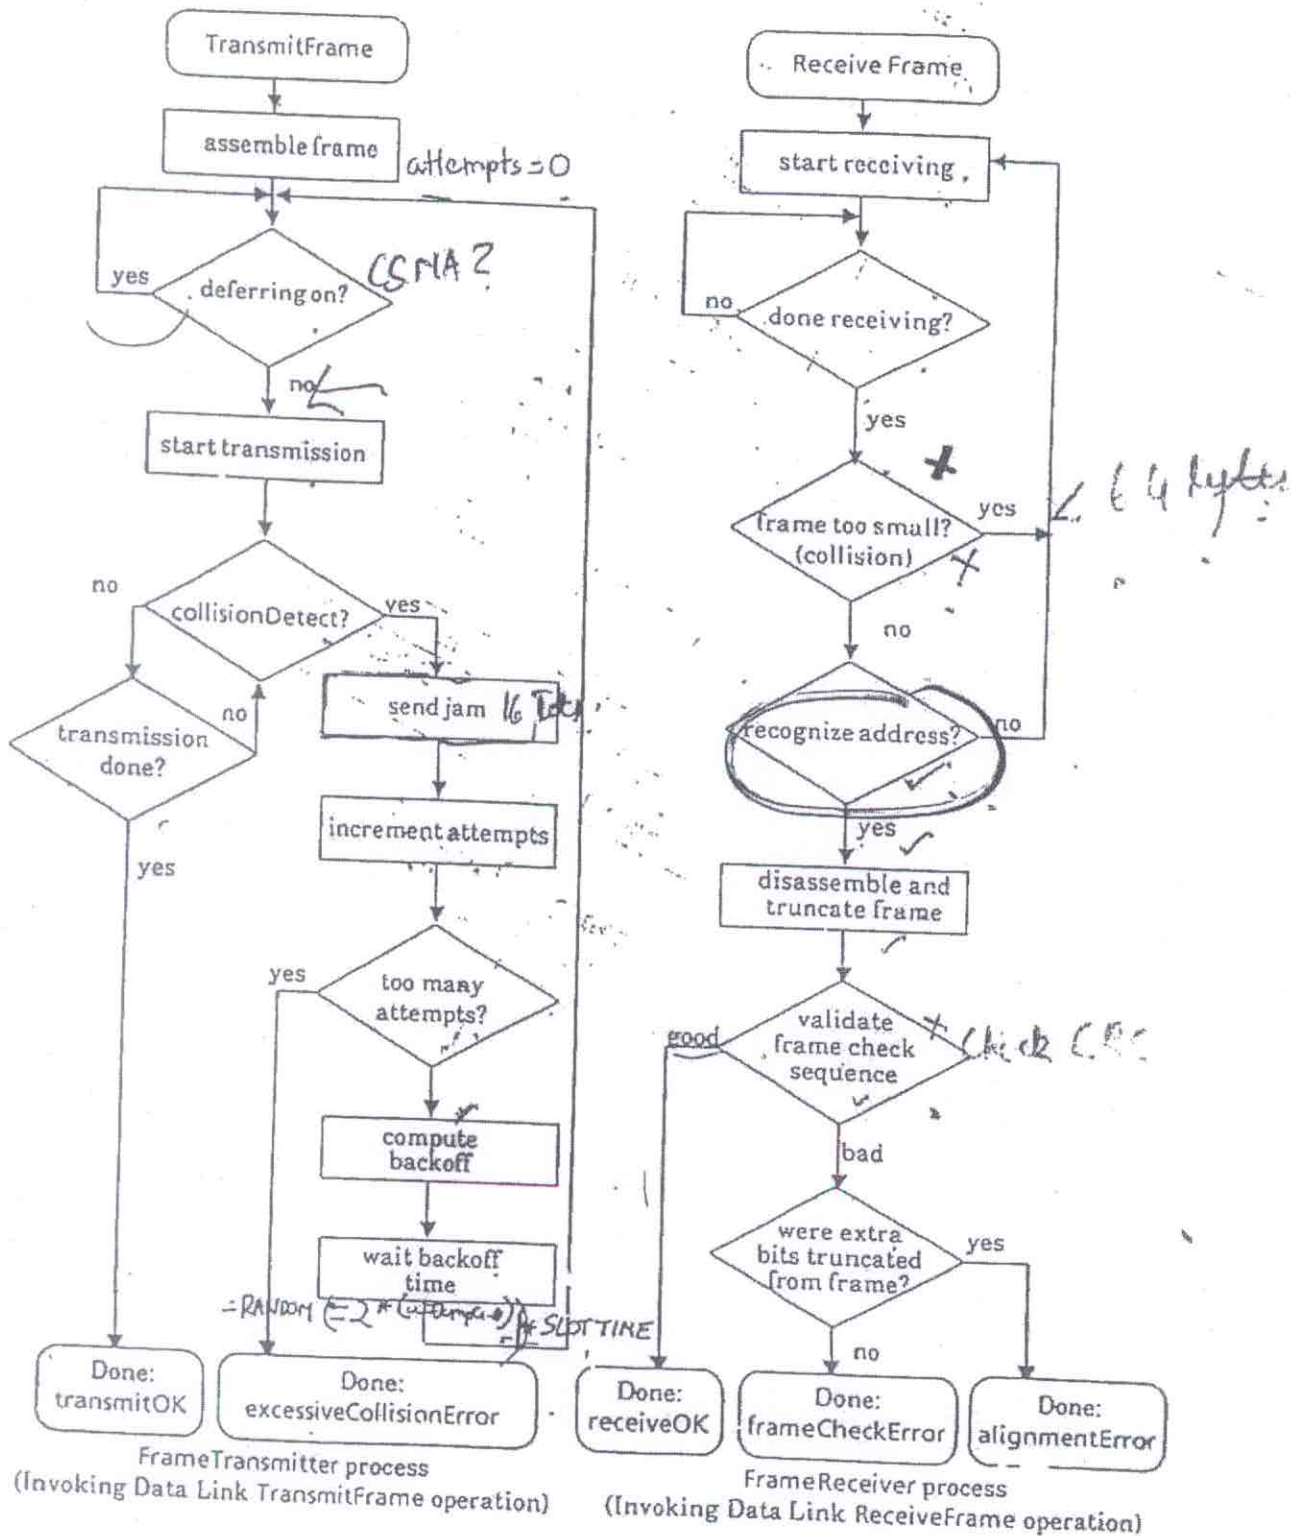 TransmitFrame
assemble frame
attempts=0
yes
deferring on?
CSMA?
no
start transmission
no
collisionDetect?
yes
transmission
done?
no
yes
send jam 16
increment attempts
yes
too many
attempts?
compute
backoff
wait backoff
time
=RANDOM
* SLOTTIME
Done:
transmitOK
Done:
excessiveCollisionError
FrameTransmitter process
(Invoking Data Link TransmitFrame operation)
Receive Frame
start receiving
no
done receiving?
yes
frame too small?
(collision)
yes
64 bytes
no
recognize address?
no
yes
disassemble and
truncate frame
good
validate
frame check
sequence
Check CRC
bad
were extra
bits truncated
from frame?
yes
no
Done:
receiveOK
Done:
frameCheckError
Done:
alignmentError
FrameReceiver process
(Invoking Data Link ReceiveFrame operation)